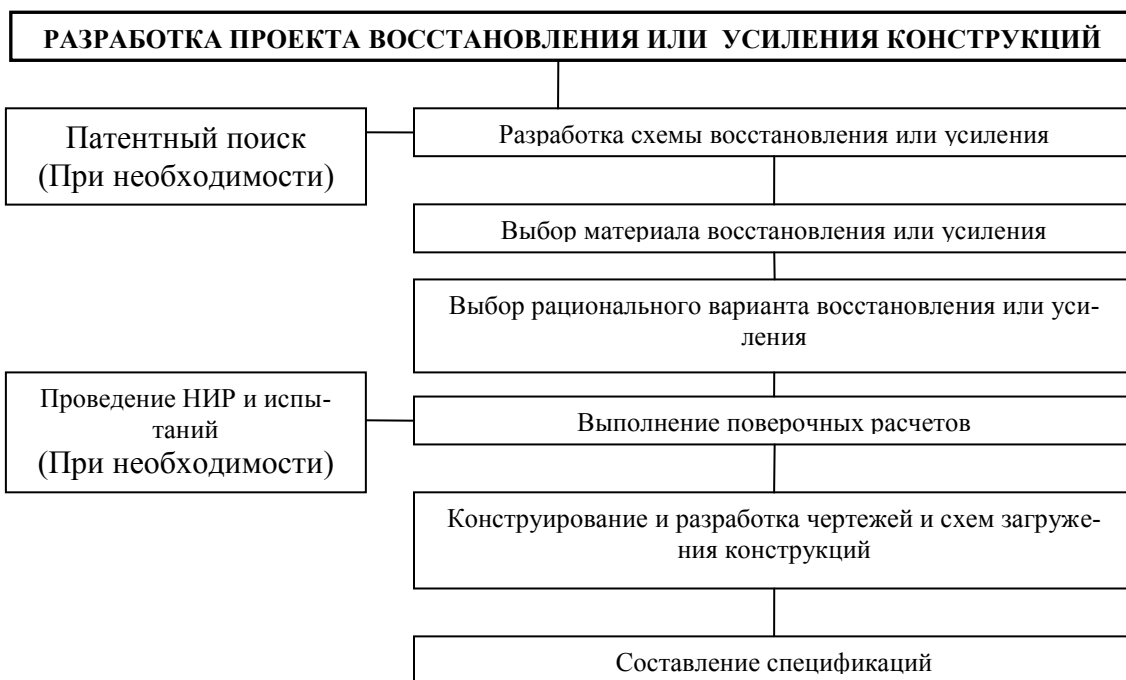 РАЗРАБОТКА ПРОЕКТА ВОССТАНОВЛЕНИЯ ИЛИ УСИЛЕНИЯ КОНСТРУКЦИЙ
Патентный поиск
(При необходимости)
Разработка схемы восстановления или усиления
Выбор материала восстановления или усиления
Выбор рационального варианта восстановления или уси-
ления
Проведение НИР и испы-
таний
(При необходимости)
Выполнение поверочных расчетов
Конструирование и разработка чертежей и схем загруже-
ния конструкций
Составление спецификаций